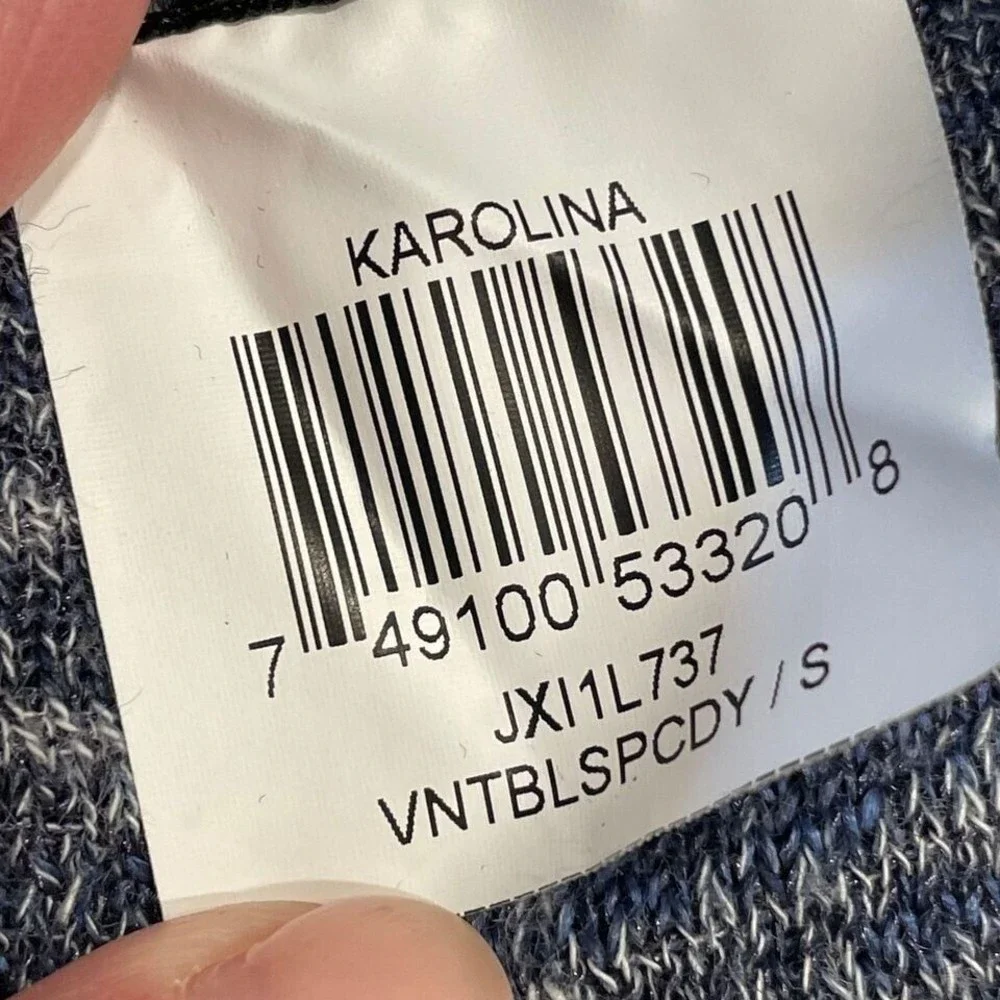 KAROLINA
7 49100 53320 8
JXI1L737
VNTBLSPCDY / S